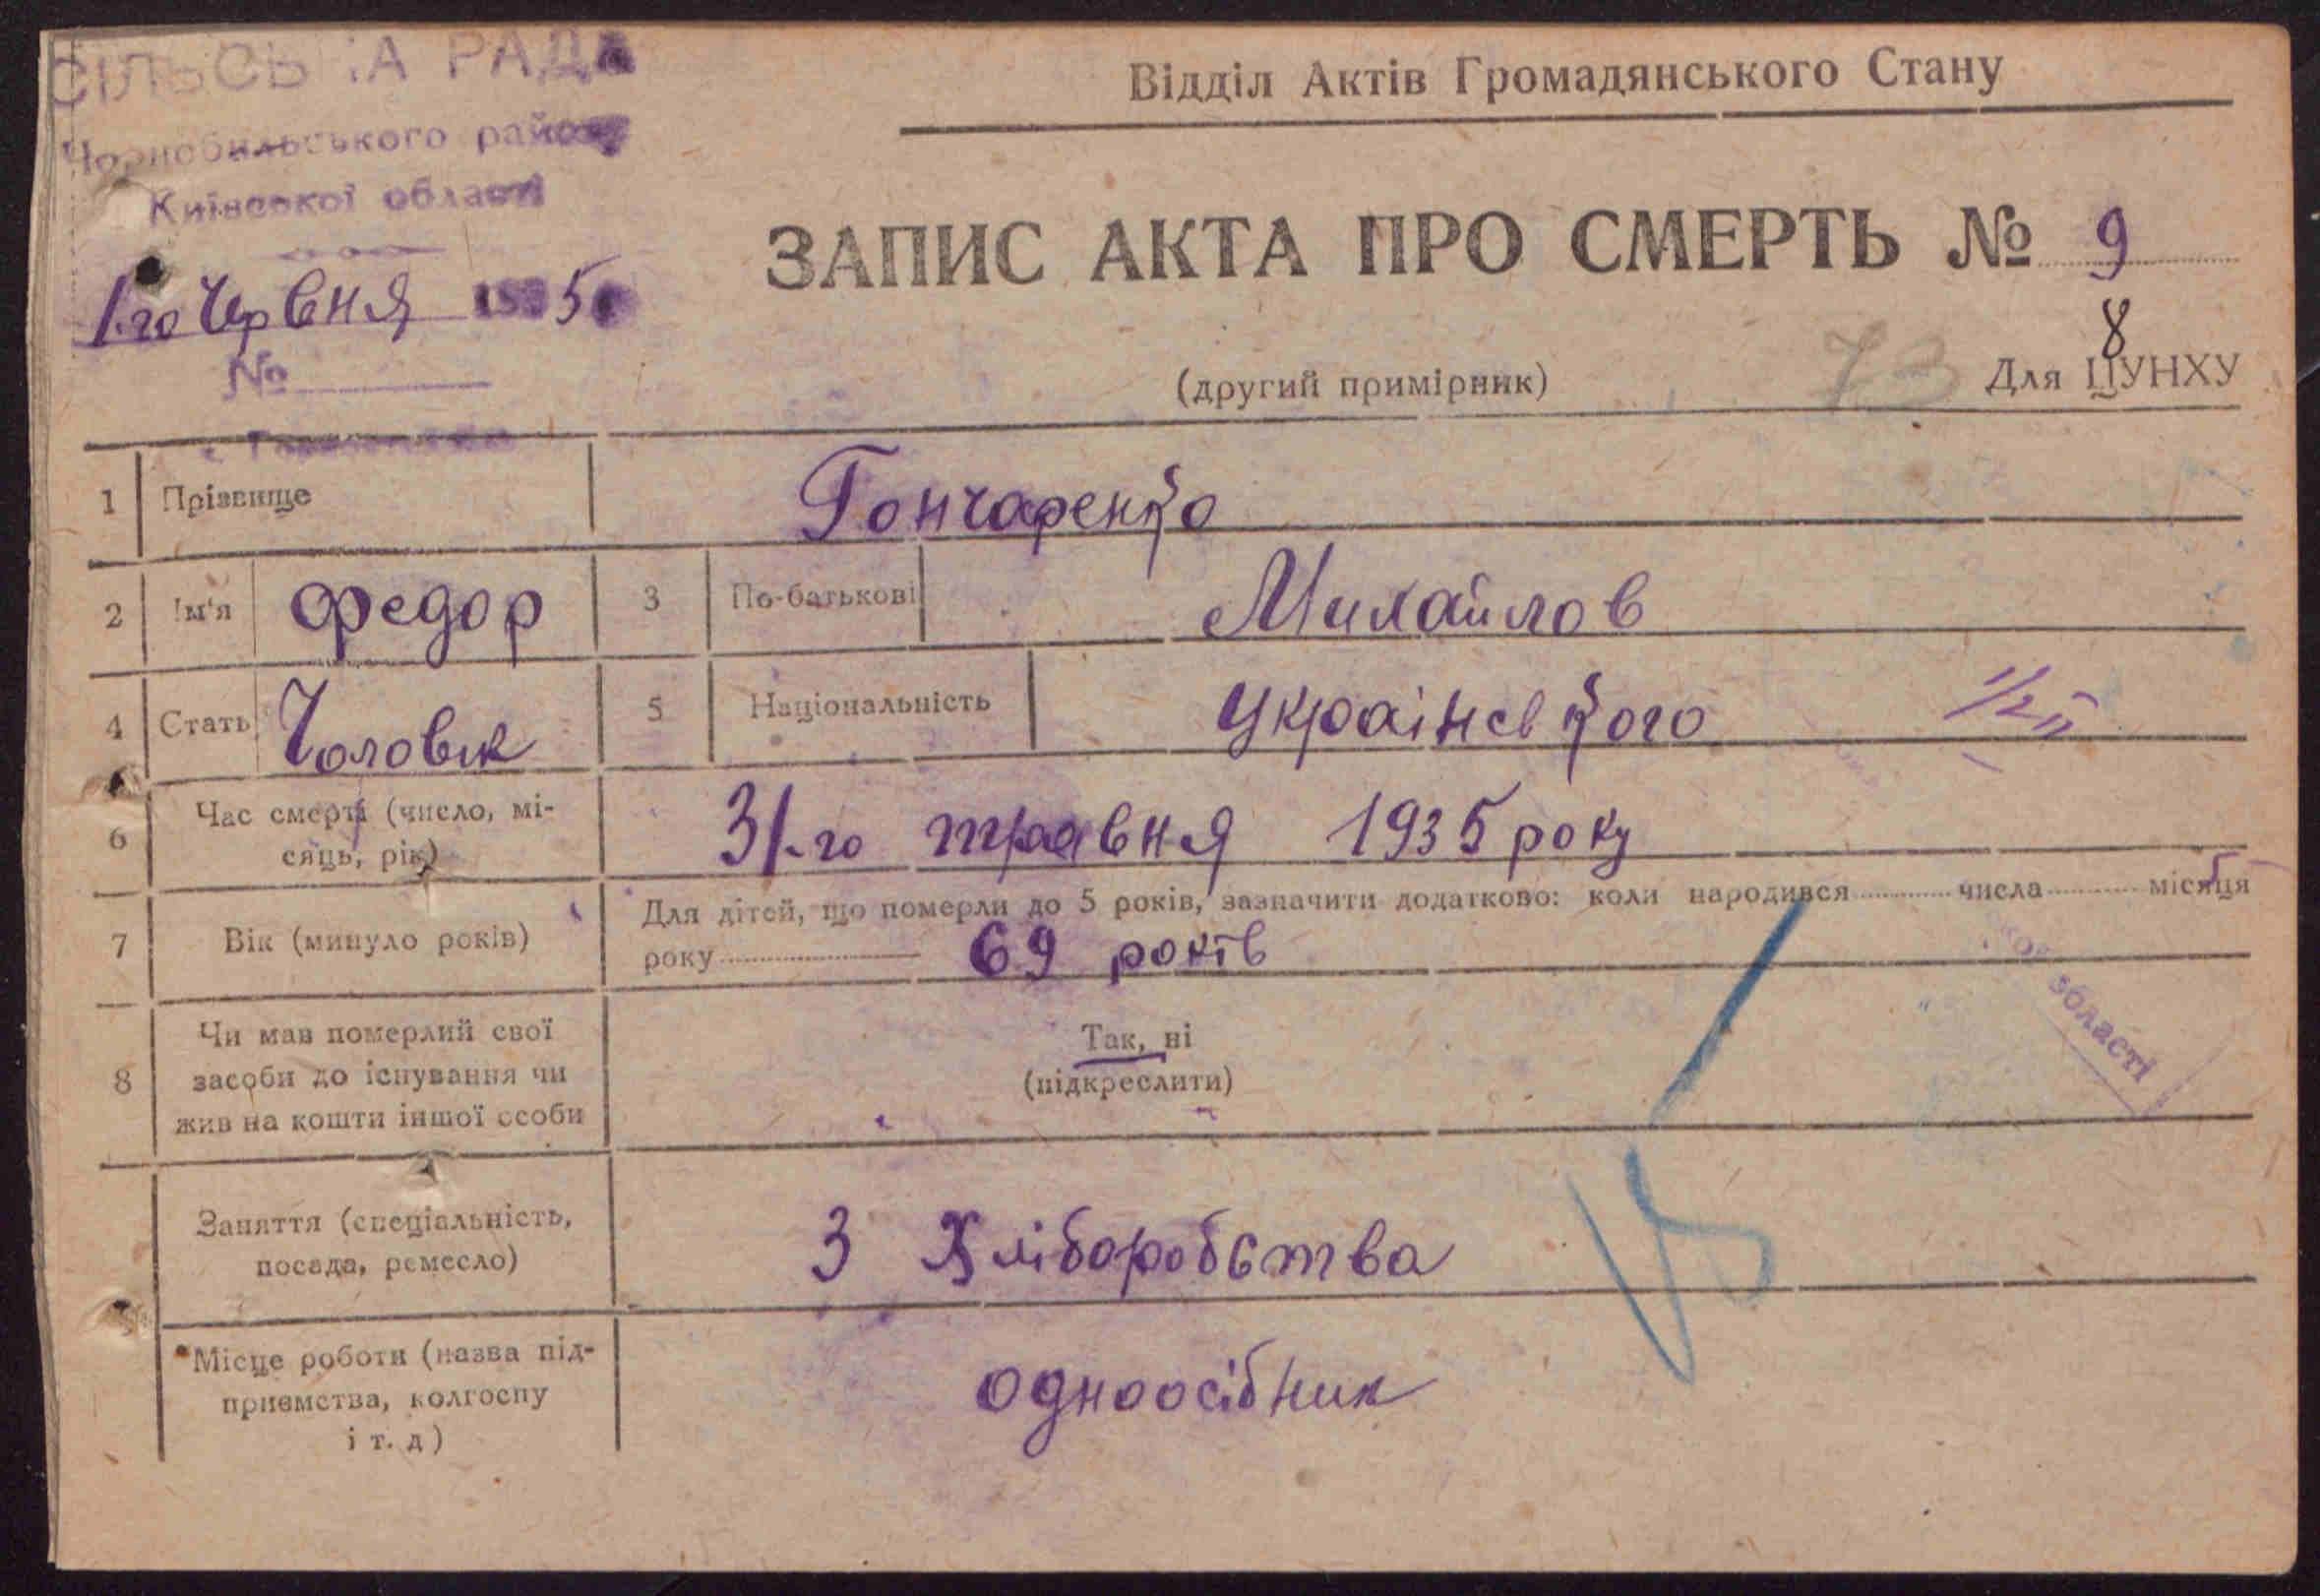 СІЛЬСЬКА РАДА
Чорнобильського району
Київської області
1.го Червня 1935
№
Відділ Актів Громадянського Стану
ЗАПИС АКТА ПРО СМЕРТЬ № 9
8
(другий примірник) 73 Для ЦУНХУ
1 Прізвище Гончаренко
2 Ім'я Федор 3 По-батькові Михайлов
4 Стать Чоловік 5 Національність Українського
6 Час смерті (число, мі-
сяць, рік) 31.го травня 1935 року
7 Вік (минуло років) Для дітей, що померли до 5 років, зазначити додатково: коли народився числа місяця
року 69 років
8 Чи мав померлий свої
засоби до існування чи
жив на кошти іншої особи
Так, ні
(підкреслити)
області
Заняття (спеціальність,
посада, ремесло) З Хліборобства
Місце роботи (назва під-
приємства, колгоспу
і т. д) одноосібник